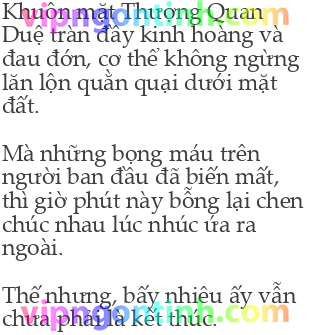 Khuôn mặt Thượng Quan
Duệ tràn đầy kinh hoàng và
đau đớn, cơ thể không ngừng
lăn lộn quằn quại dưới mặt
đất.
Mà những bọng máu trên
người ban đầu đã biến mất,
thì giờ phút này bỗng lại chen
chúc nhau lúc nhúc ứa ra
ngoài.
Thế nhưng, bấy nhiêu ấy vẫn
chưa phải là kết thúc.
vipngontinh.com
vipngontinh.com